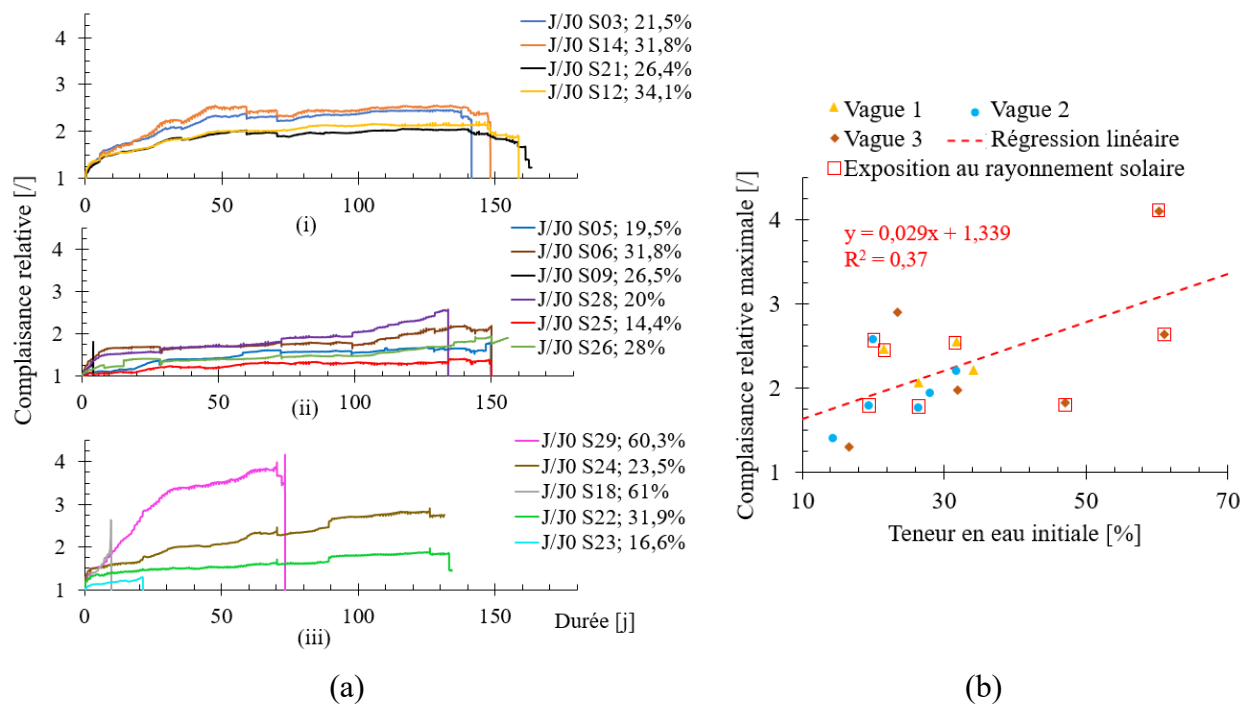 Complaisance relative [/]
4
3
2
1
J/J0 S03; 21,5%
J/J0 S14; 31,8%
J/J0 S21; 26,4%
J/J0 S12; 34,1%
0 50 100 150
(i)
4
3
2
1
J/J0 S05; 19,5%
J/J0 S06; 31,8%
J/J0 S09; 26,5%
J/J0 S28; 20%
J/J0 S25; 14,4%
J/J0 S26; 28%
0 50 100 150
(ii)
4
3
2
1
J/J0 S29; 60,3%
J/J0 S24; 23,5%
J/J0 S18; 61%
J/J0 S22; 31,9%
J/J0 S23; 16,6%
0 50 100 150
(iii)
Durée [j]
(a)
Vague 1 Vague 2
Vague 3 Régression linéaire
Exposition au rayonnement solaire
Complaisance relative maximale [/]
4
3
2
1
y = 0,029x + 1,339
R² = 0,37
10 30 50 70
Teneur en eau initiale [%]
(b)